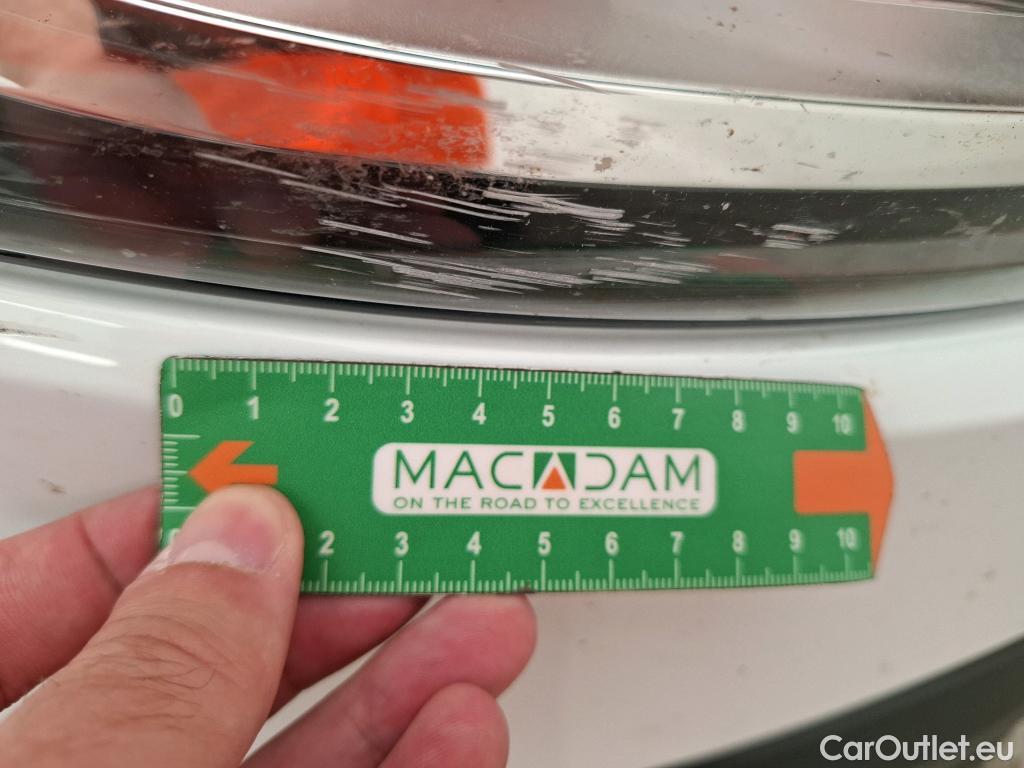 0 1 2 3 4 5 6 7 8 9 10
MACADAM
ON THE ROAD TO EXCELLENCE
0 2 3 4 5 6 7 8 9 10
CarOutlet.eu